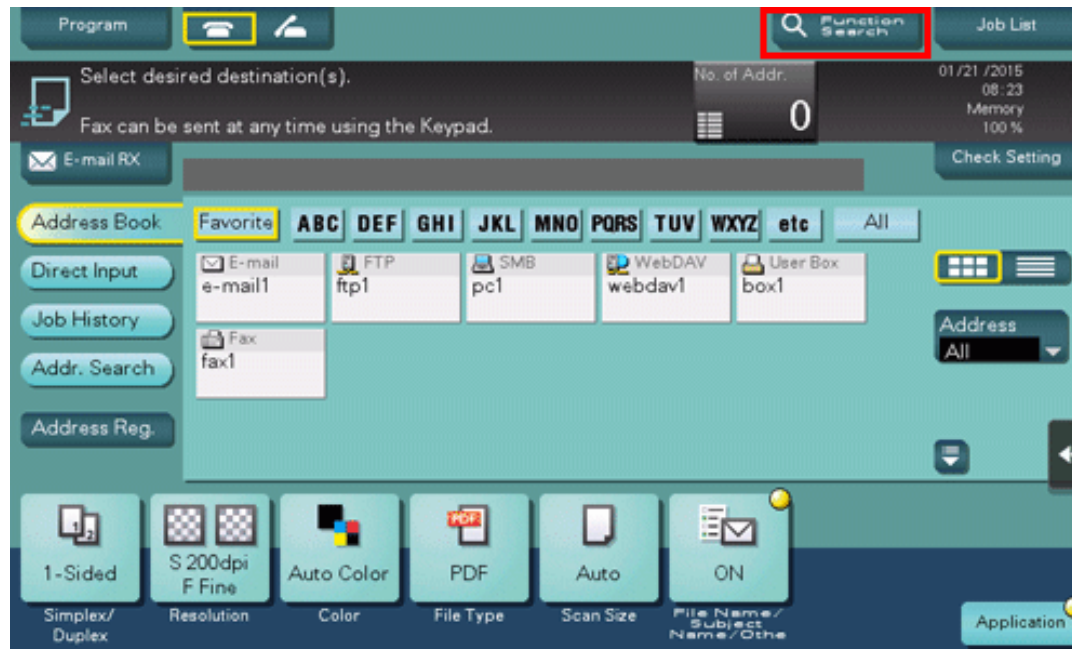 Program
Function
Search
Job List
Select desired destination(s).
Fax can be sent at any time using the Keypad.
No. of Addr.
0
01/21/2015
08:23
Memory
100 %
E-mail RX
Check Setting
Address Book
Favorite ABC DEF GHI JKL MNO PQRS TUV WXYZ etc All
Direct Input
E-mail
e-mail1
FTP
ftp1
SMB
pc1
WebDAV
webdav1
User Box
box1
Job History
Fax
fax1
Address
All
Addr. Search
Address Reg.
1 2
1-Sided
S 200dpi
F Fine
Auto Color
PDF
PDF
Auto
ON
Simplex/
Duplex
Resolution
Color
File Type
Scan Size
File Name/
Subject
Name/Othe
Application